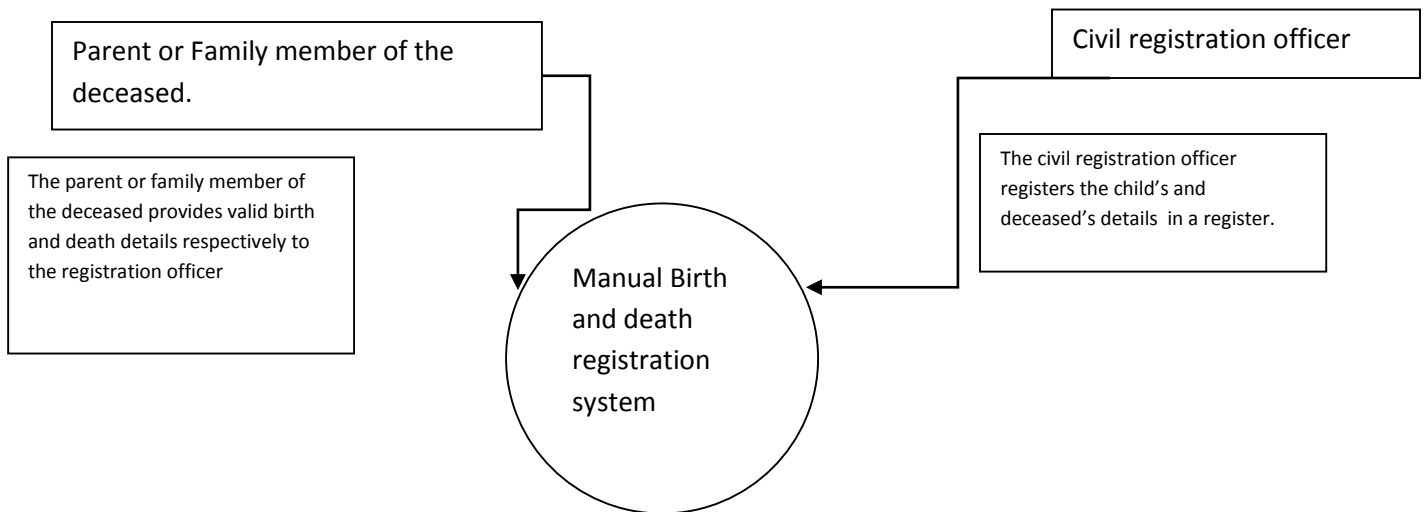 Parent or Family member of the
deceased.
Civil registration officer
The parent or family member of
the deceased provides valid birth
and death details respectively to
the registration officer
The civil registration officer
registers the child’s and
deceased’s details  in a register.
Manual Birth
and death
registration
system